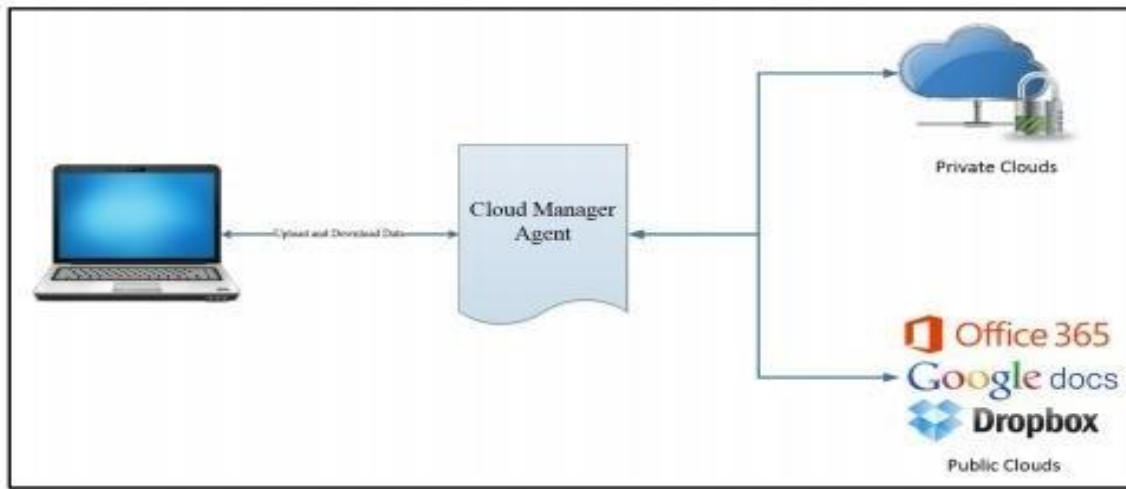 Upload and Download Data
Cloud Manager
Agent
Private Clouds
Office 365
Google docs
Dropbox
Public Clouds